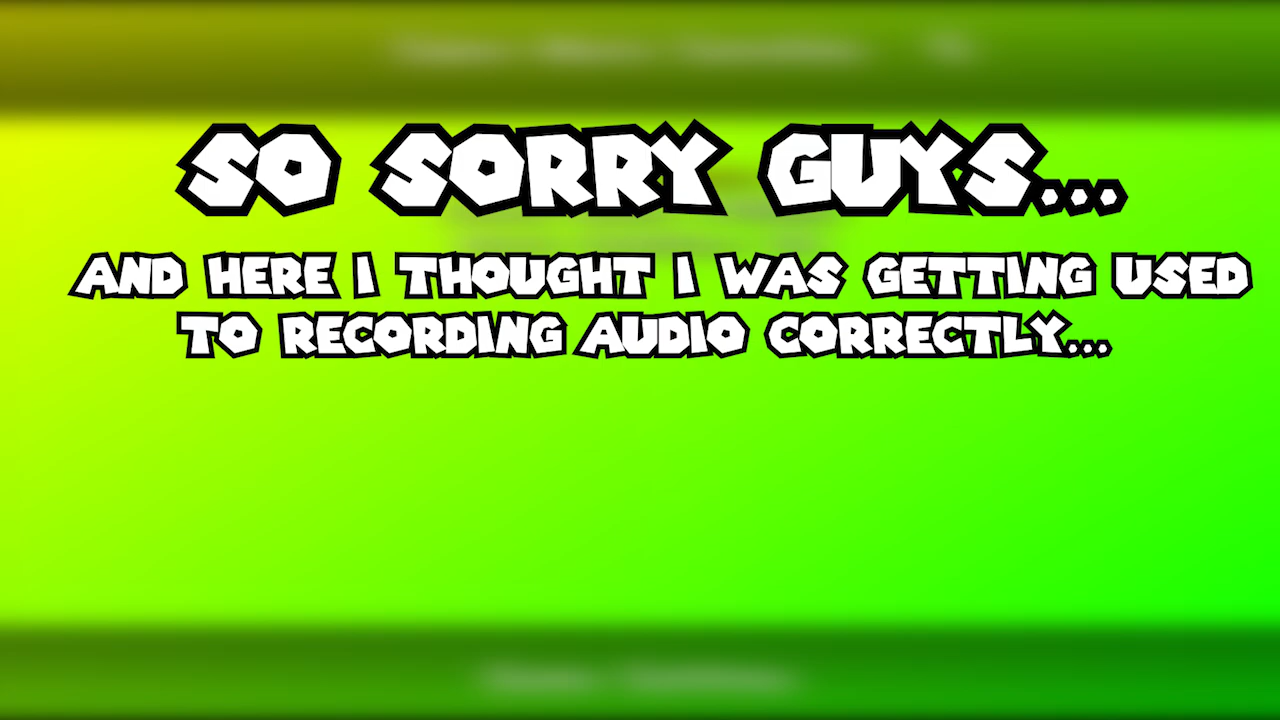 SO SORRY GUYS...
AND HERE I THOUGHT I WAS GETTING USED
TO RECORDING AUDIO CORRECTLY...